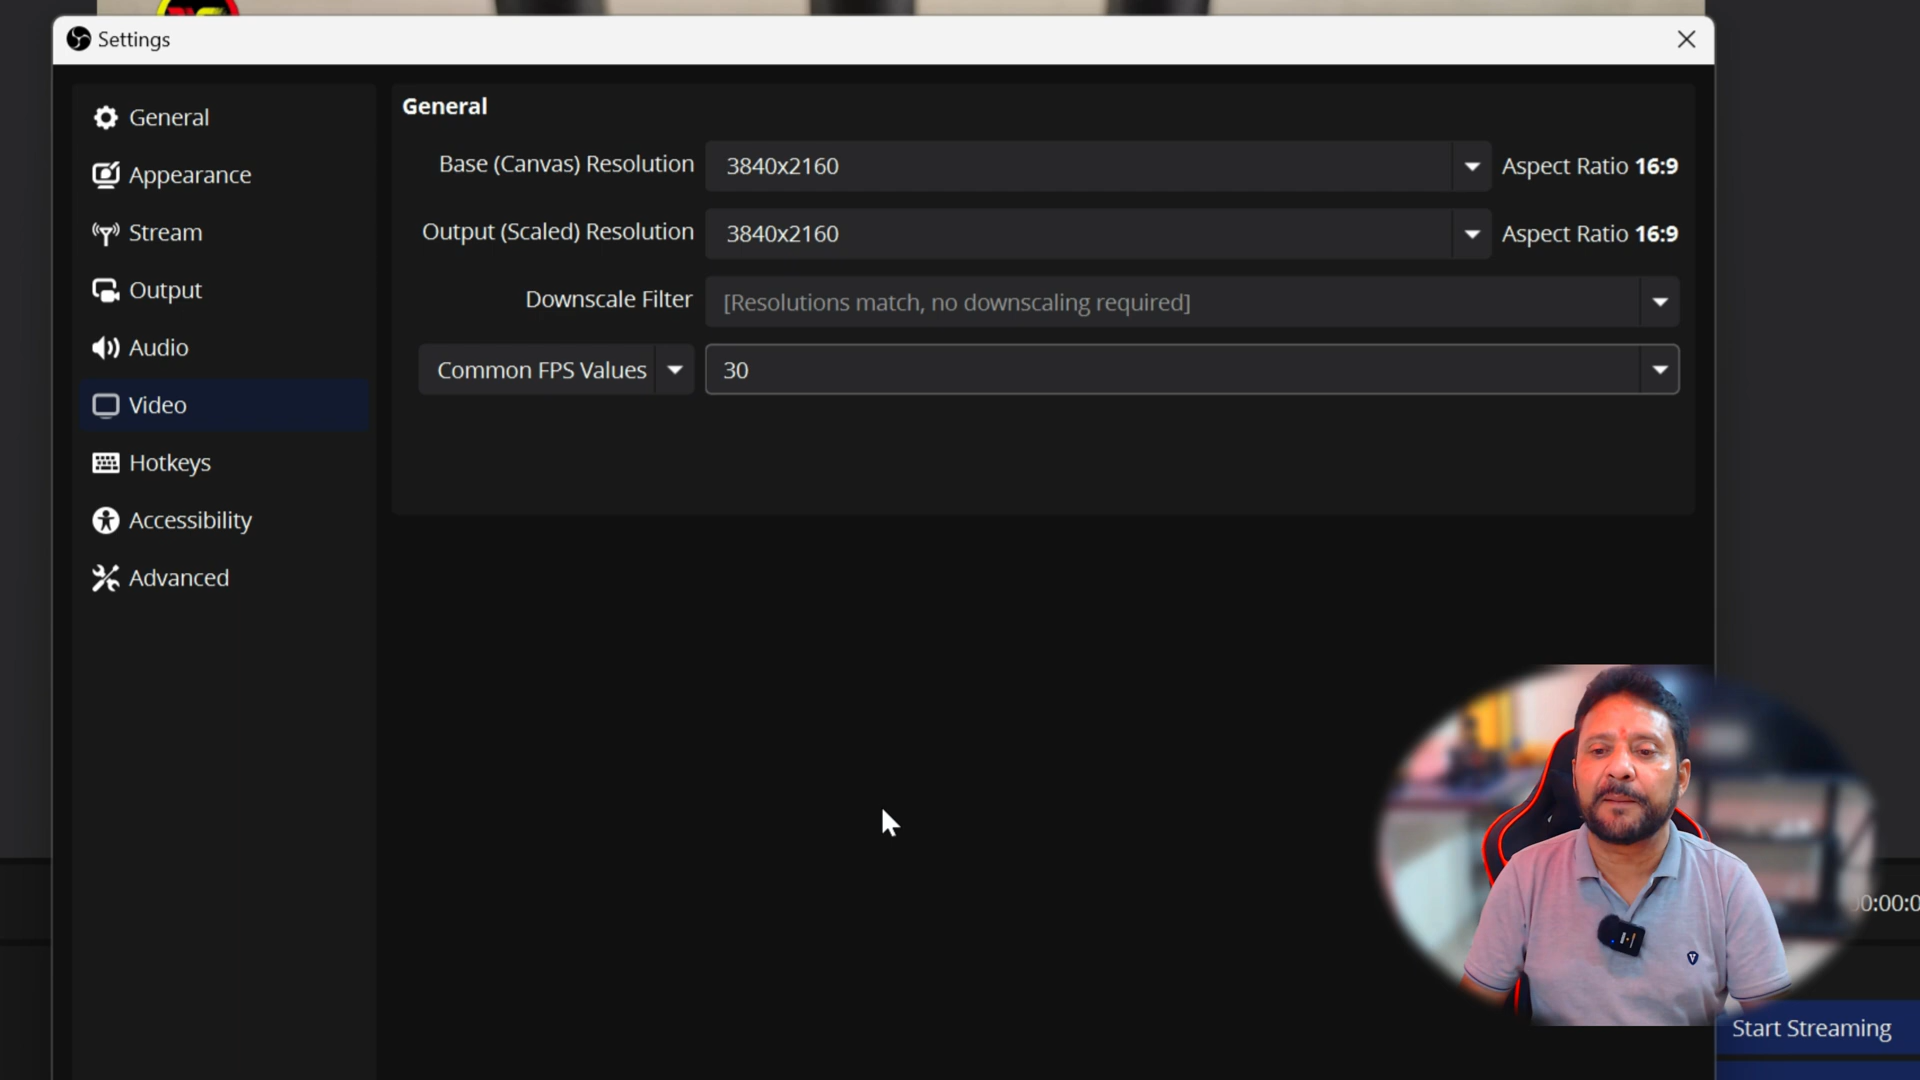 Settings
General
Appearance
Stream
Output
Audio
Video
Hotkeys
Accessibility
Advanced
General
Base (Canvas) Resolution 3840x2160 Aspect Ratio 16:9
Output (Scaled) Resolution 3840x2160 Aspect Ratio 16:9
Downscale Filter [Resolutions match, no downscaling required]
Common FPS Values 30
Start Streaming